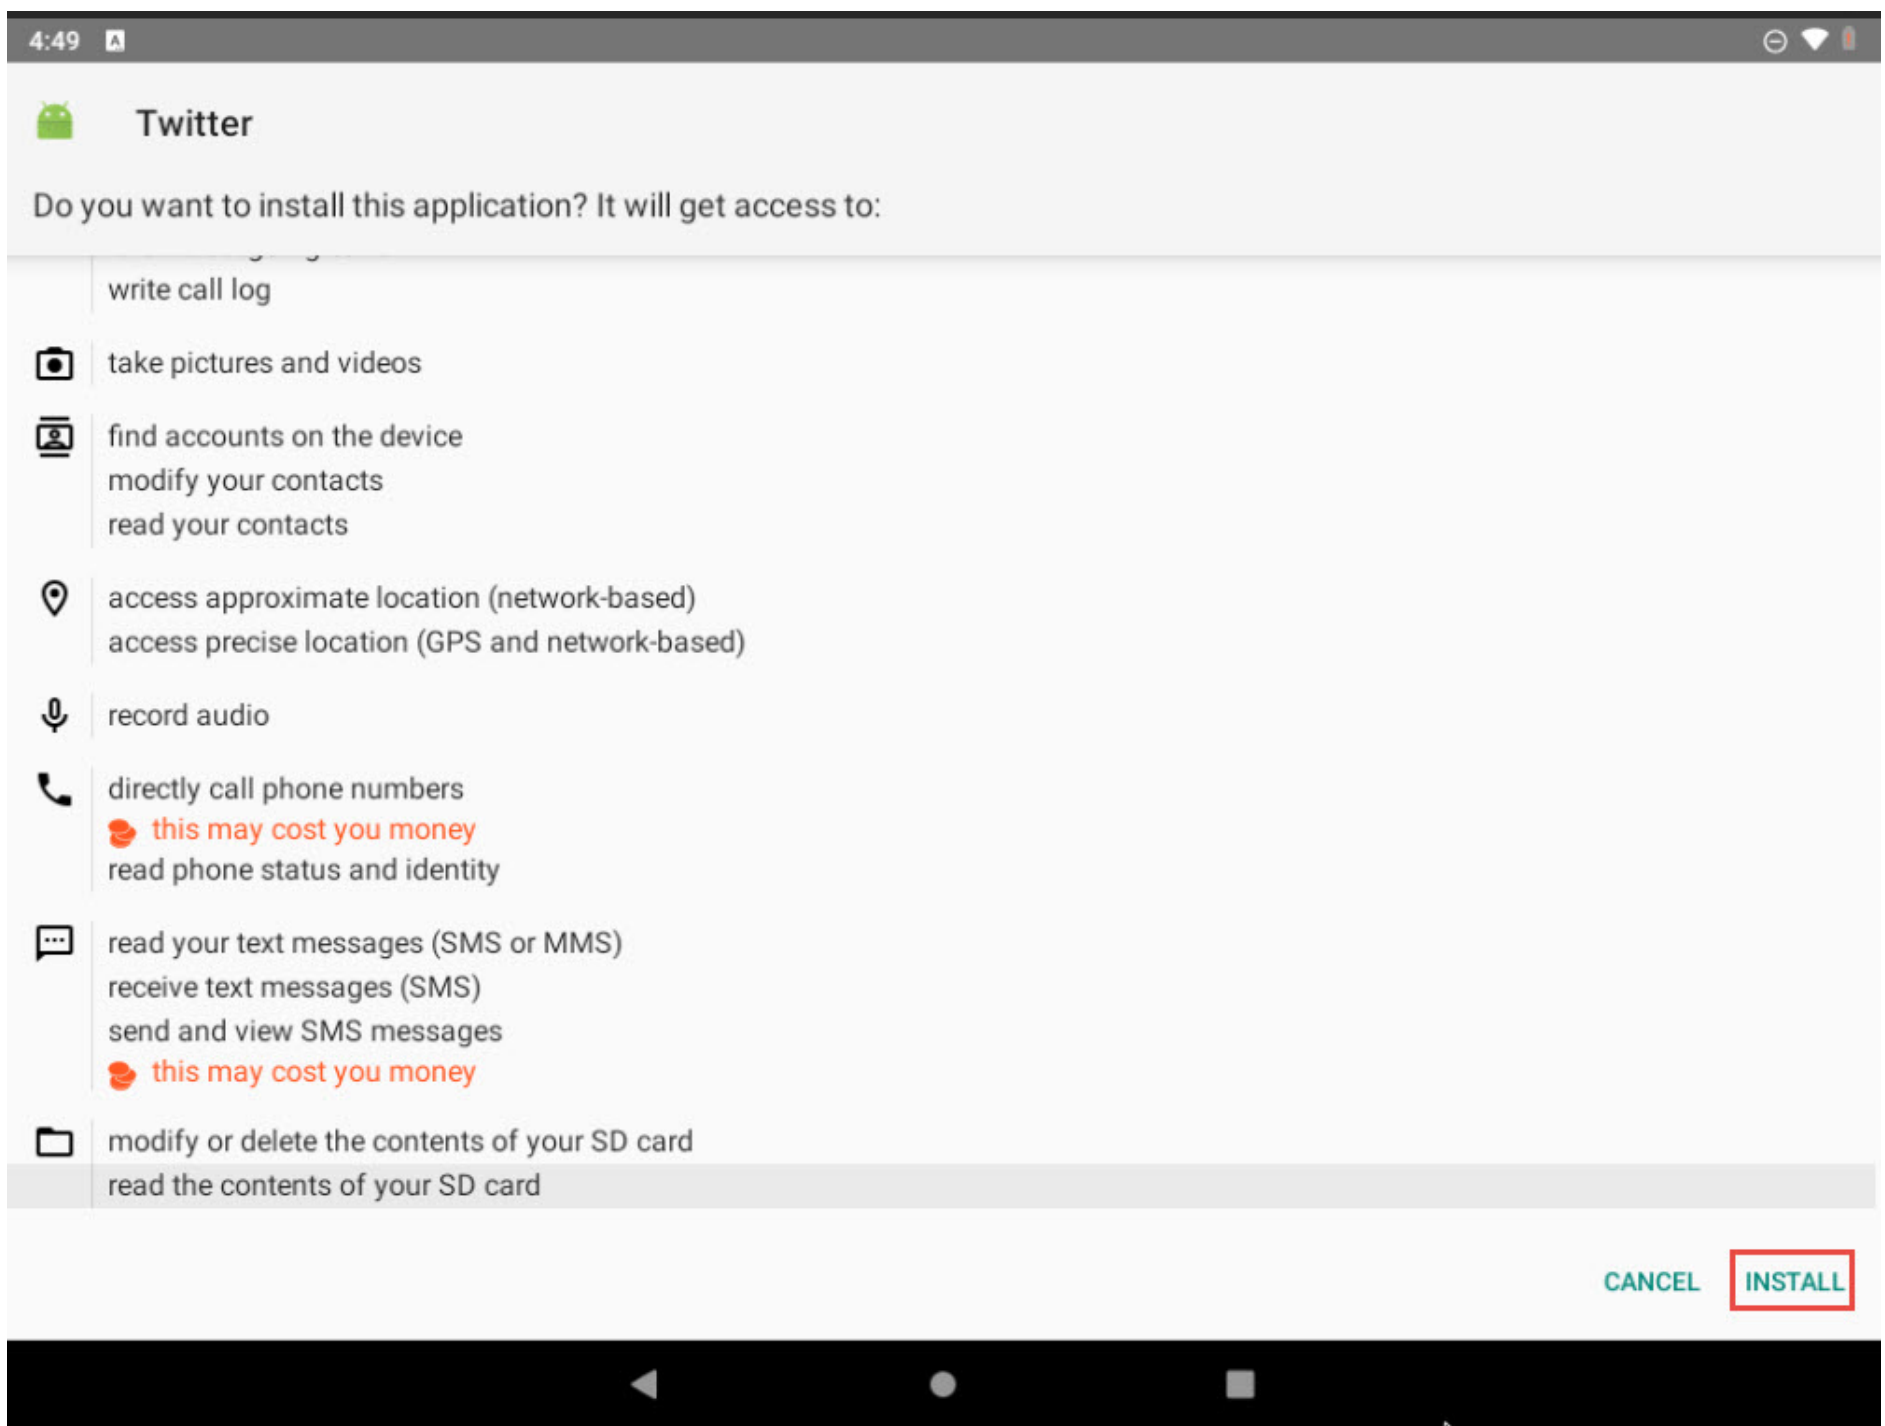 4:49
Twitter
Do you want to install this application? It will get access to:
write call log
take pictures and videos
find accounts on the device
modify your contacts
read your contacts
access approximate location (network-based)
access precise location (GPS and network-based)
record audio
directly call phone numbers
this may cost you money
read phone status and identity
read your text messages (SMS or MMS)
receive text messages (SMS)
send and view SMS messages
this may cost you money
modify or delete the contents of your SD card
read the contents of your SD card
CANCEL INSTALL